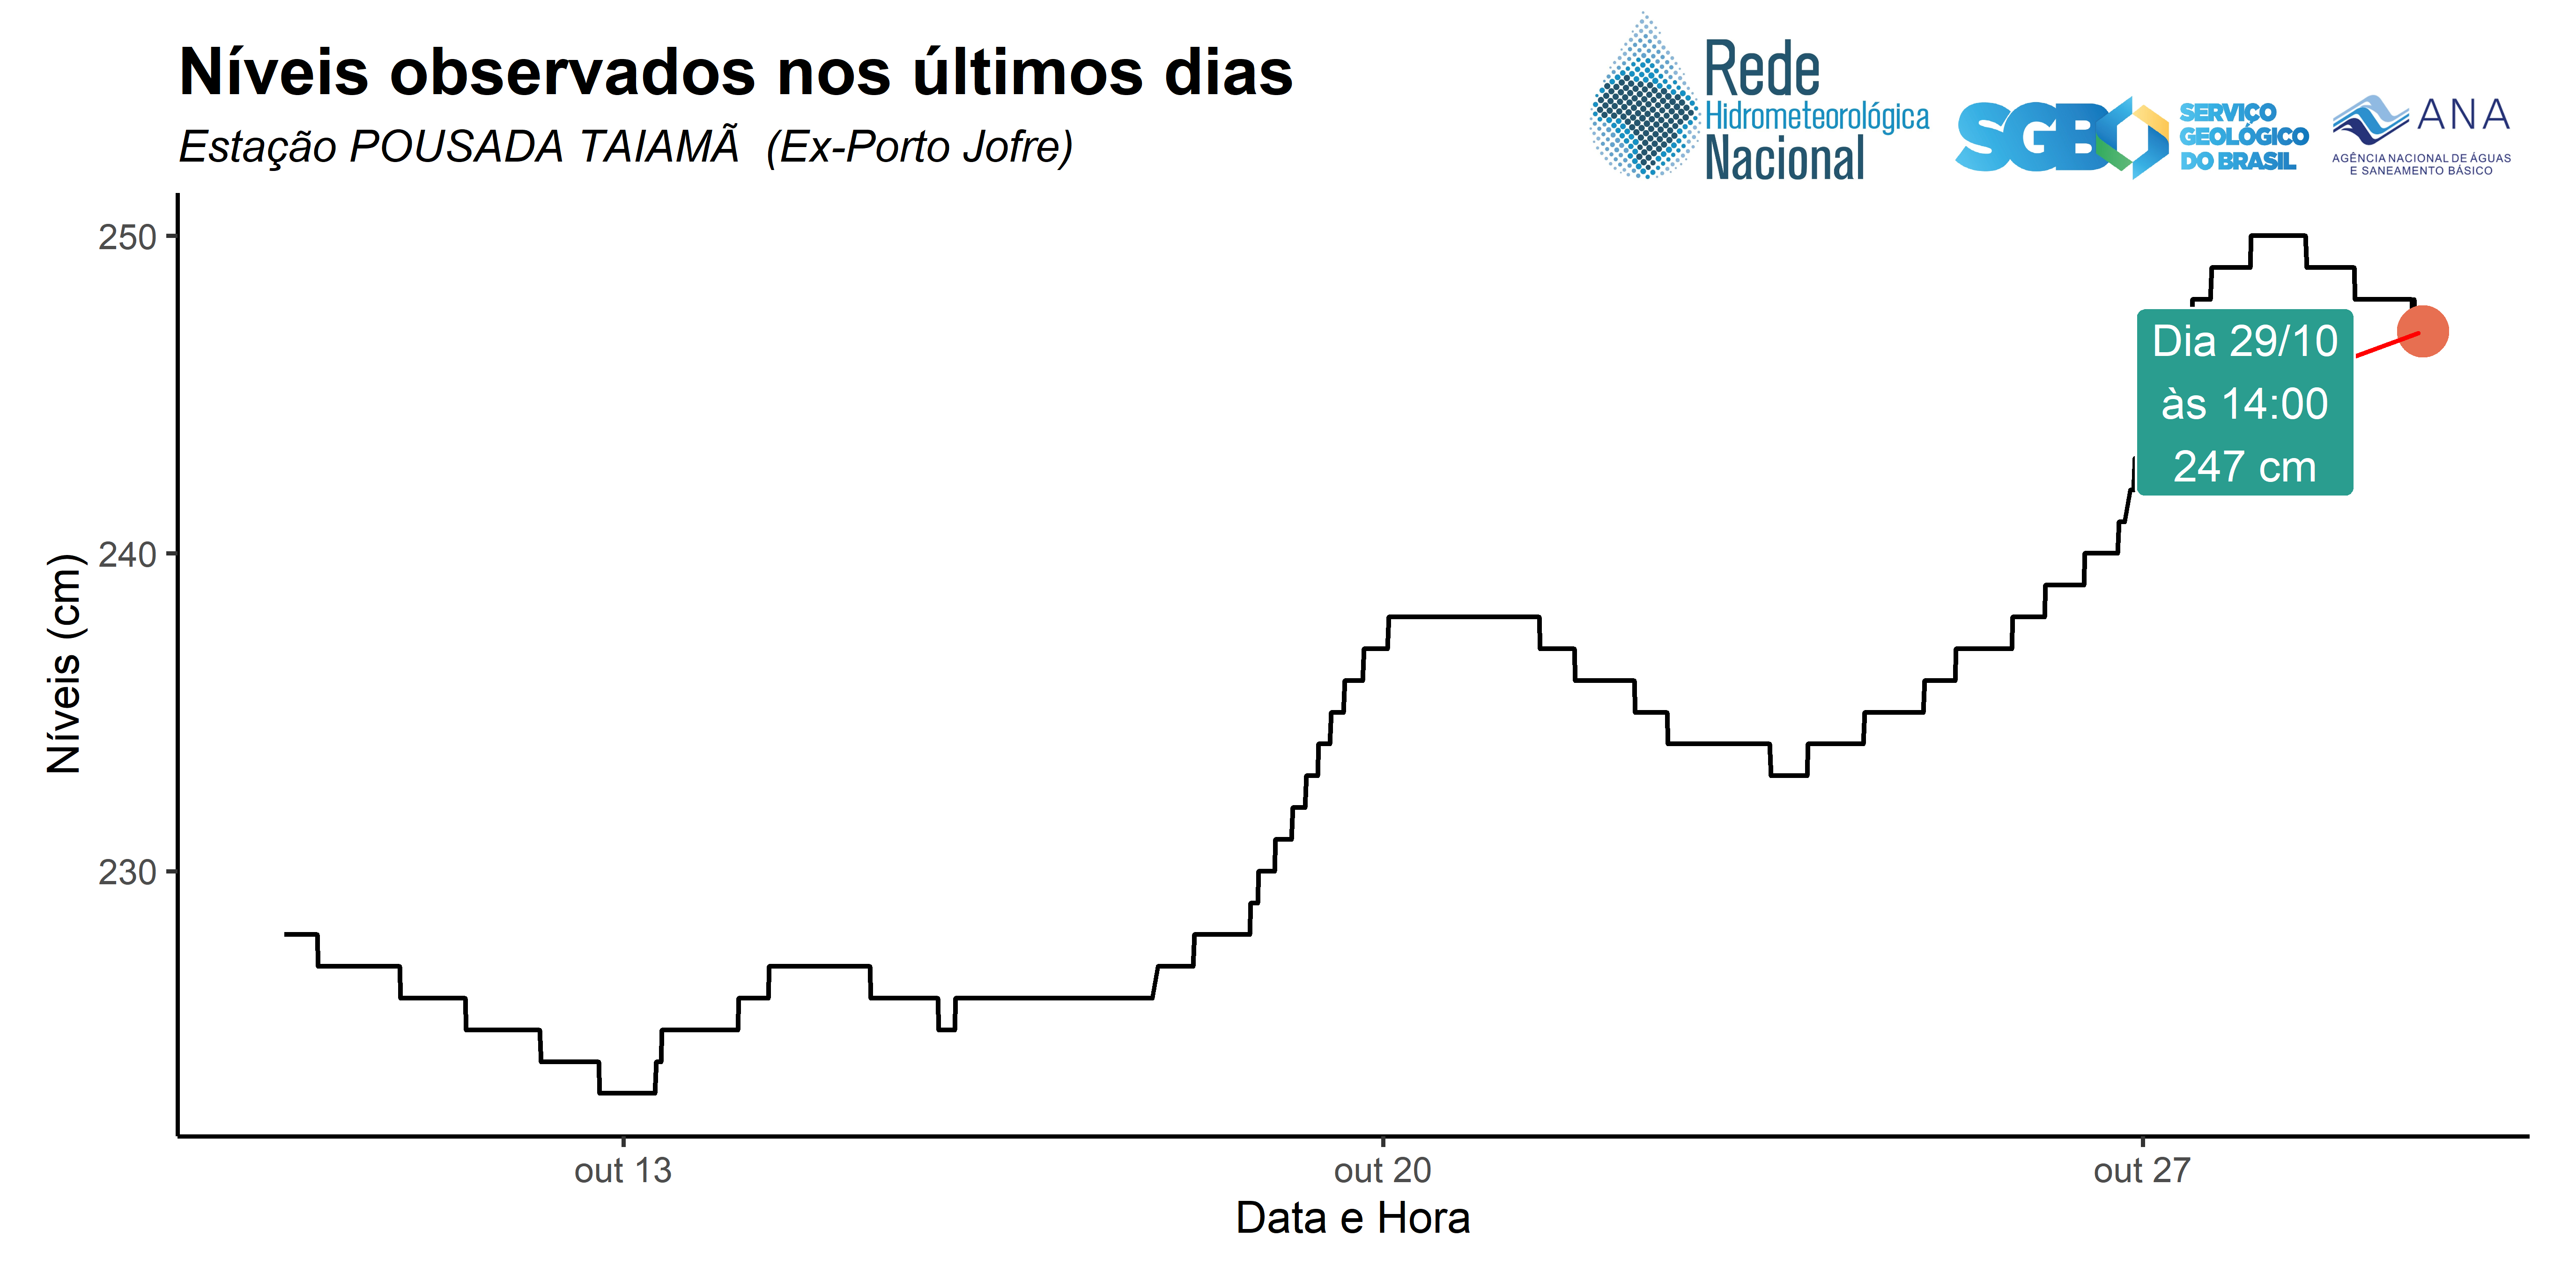 Níveis observados nos últimos dias
Estação POUSADA TAIAMÃ  (Ex-Porto Jofre)
Rede
Hidrometeorológica
Nacional
SGB
SERVIÇO
GEOLÓGICO
DO BRASIL
ANA
AGÊNCIA NACIONAL DE ÁGUAS
E SANEAMENTO BÁSICO
Níveis (cm)
250
240
230
Dia 29/10
às 14:00
247 cm
out 13
out 20
out 27
Data e Hora